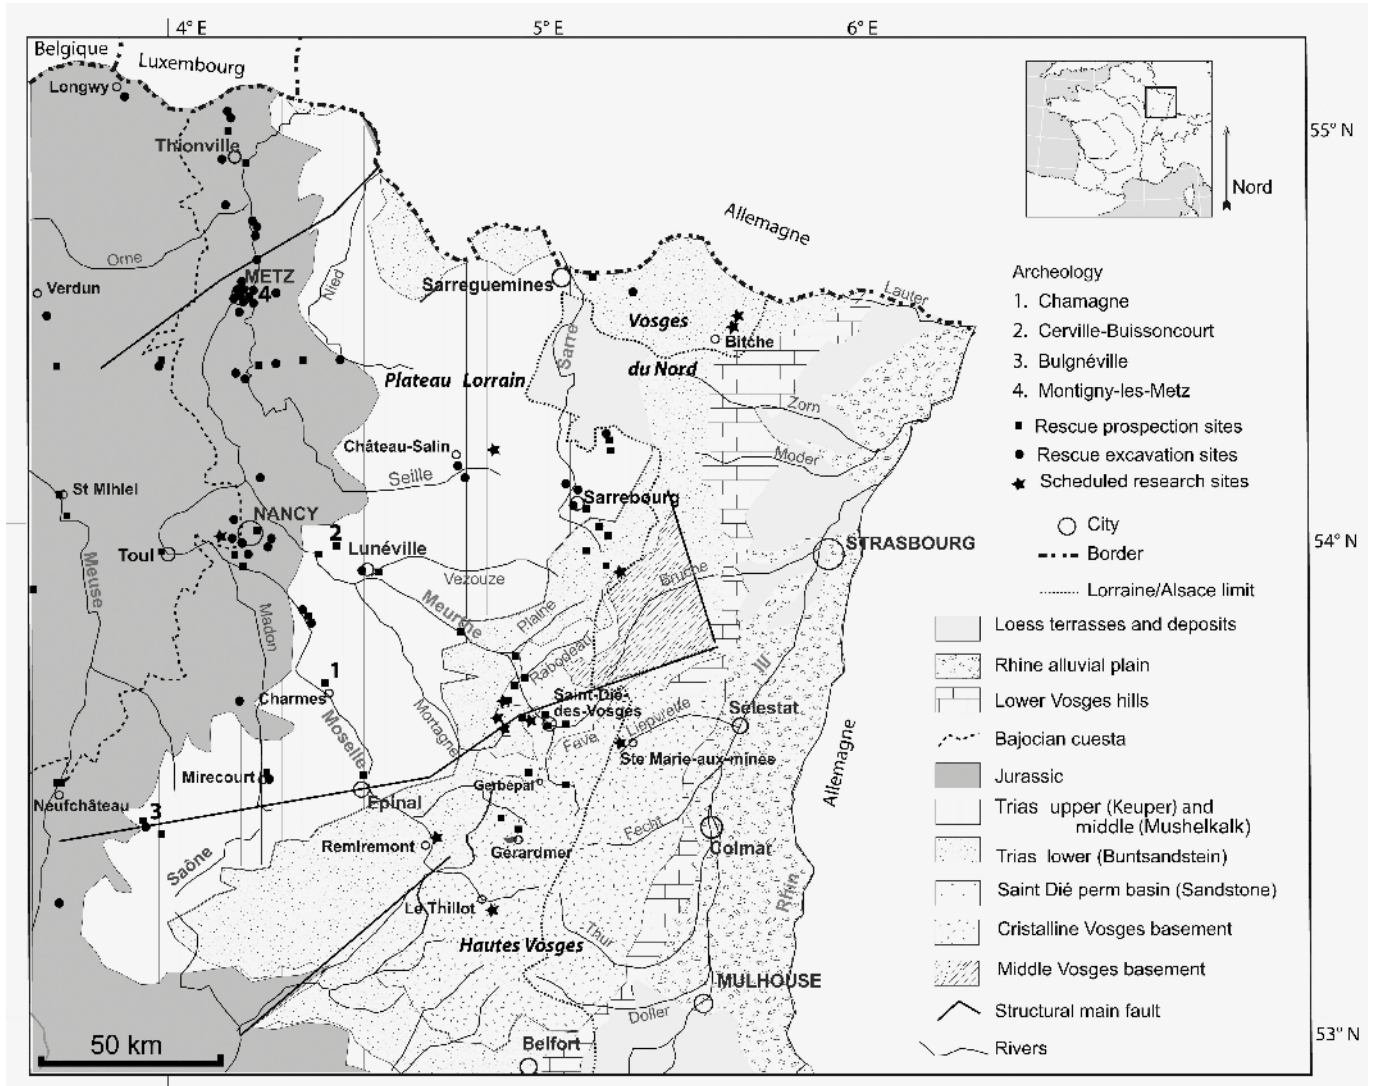 4° E
5° E
6° E
Belgique
Luxembourg
Longwy
55° N
Thionville
Nord
Allemagne
Orne
METZ
Verdun
Nied
Sarreguemines
Lauter
4
Archeology
1. Chamagne
2. Cerville-Buissoncourt
3. Bulgnéville
4. Montigny-les-Metz
Vosges
Bitche
Sarre
du Nord
Plateau Lorrain
Zorn
Rescue prospection sites
Rescue excavation sites
Scheduled research sites
Château-Salin
Moder
Seille
St Mihiel
Sarrebourg
NANCY
City
2
STRASBOURG
54° N
Toul
Lunéville
Border
Vezouze
Bruche
Meuse
Lorraine/Alsace limit
Meurthe
Plaine
Madon
Loess terrasses and deposits
Rabodeau
Ill
Rhine alluvial plain
1
Charmes
Saint-Dié-
des-Vosges
Lower Vosges hills
Moselle
Mortagne
Liepvrette
Sélestat
Fave
Bajocian cuesta
Ste Marie-aux-mines
Allemagne
Mirecourt
Jurassic
Gerbépal
Neufchâteau
Epinal
3
Trias upper (Keuper) and
middle (Mushelkalk)
Fecht
Colmat
Remiremont
Gérardmer
Trias lower (Buntsandstein)
Saône
Rhin
Saint Dié perm basin (Sandstone)
Le Thillot
Cristalline Vosges basement
Hautes Vosges
Thur
Middle Vosges basement
MULHOUSE
Structural main fault
Doller
50 km
Belfort
53° N
Rivers